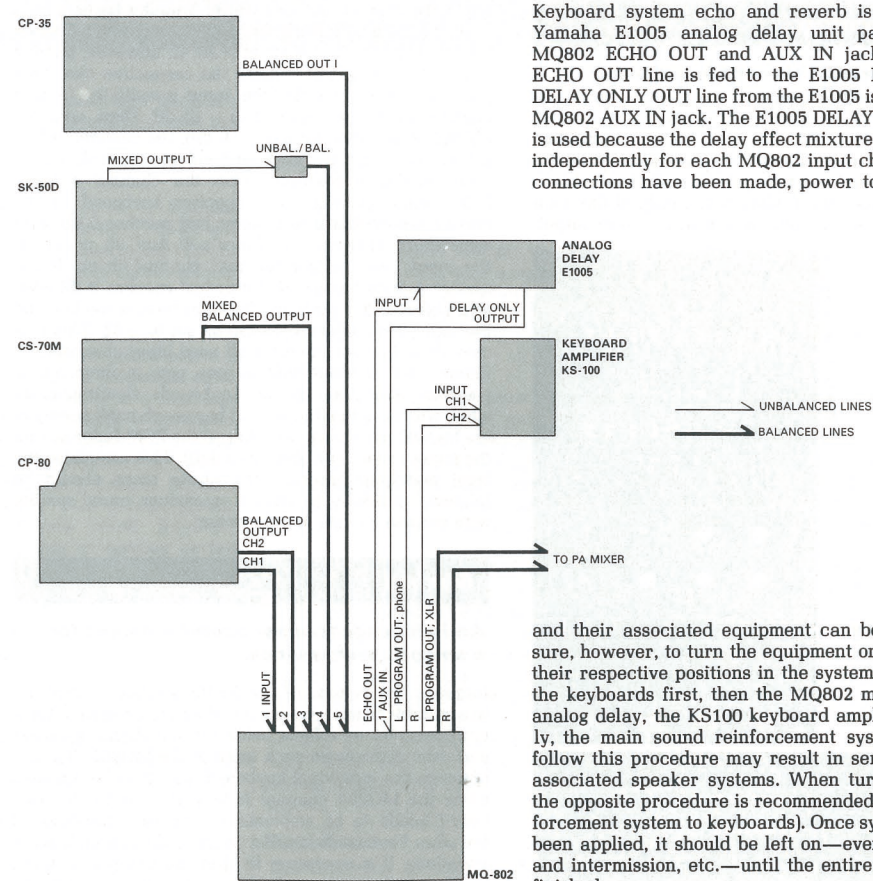 Keyboard system echo and reverb is
Yamaha E1005 analog delay unit pa
MQ802 ECHO OUT and AUX IN jac
ECHO OUT line is fed to the E1005 I
DELAY ONLY OUT line from the E1005 is
MQ802 AUX IN jack. The E1005 DELAY
is used because the delay effect mixture
independently for each MQ802 input ch
connections have been made, power to
CP-35
BALANCED OUT I
UNBAL./BAL.
MIXED OUTPUT
SK-50D
ANALOG
DELAY
E1005
INPUT
DELAY ONLY
OUTPUT
MIXED
BALANCED OUTPUT
CS-70M
KEYBOARD
AMPLIFIER
KS-100
INPUT
CH1
CH2
UNBALANCED LINES
BALANCED LINES
CP-80
BALANCED
OUTPUT
CH2
CH1
TO PA MIXER
1 INPUT
2
3
4
5
ECHO OUT
1 AUX IN
L PROGRAM OUT; phone
R
L PROGRAM OUT; XLR
R
MQ-802
and their associated equipment can be
sure, however, to turn the equipment or
their respective positions in the system
the keyboards first, then the MQ802 m
analog delay, the KS100 keyboard ampl
ly, the main sound reinforcement sys
follow this procedure may result in ser
associated speaker systems. When tur
the opposite procedure is recommended
forcement system to keyboards). Once sy
been applied, it should be left on—eve
and intermission, etc.—until the entire